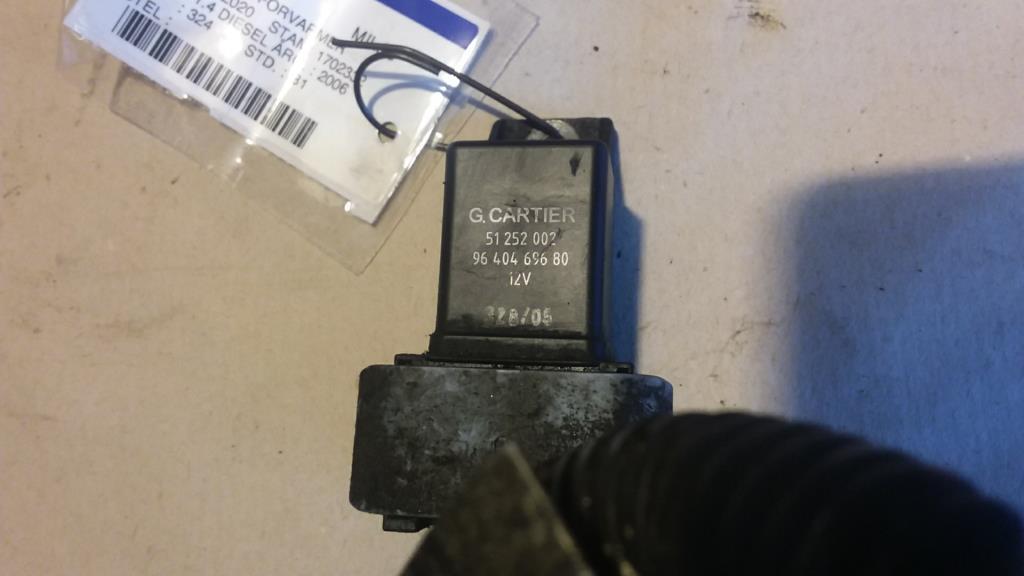 FORVARMER
2020 STAM
1.4 DIESEL ÅR : 2006
TEL. : 324
STD. :
G.CARTIER
51 252 002
96 404 696 80
12V
/05